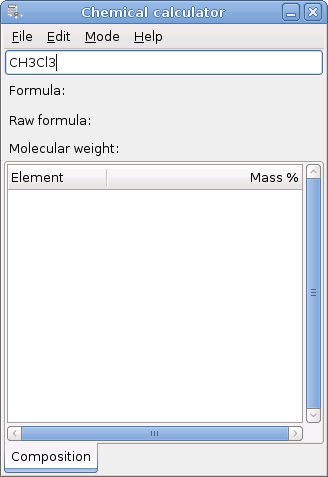 Chemical calculator
File Edit Mode Help
CH3Cl3
Formula:
Raw formula:
Molecular weight:
Element Mass %
Composition